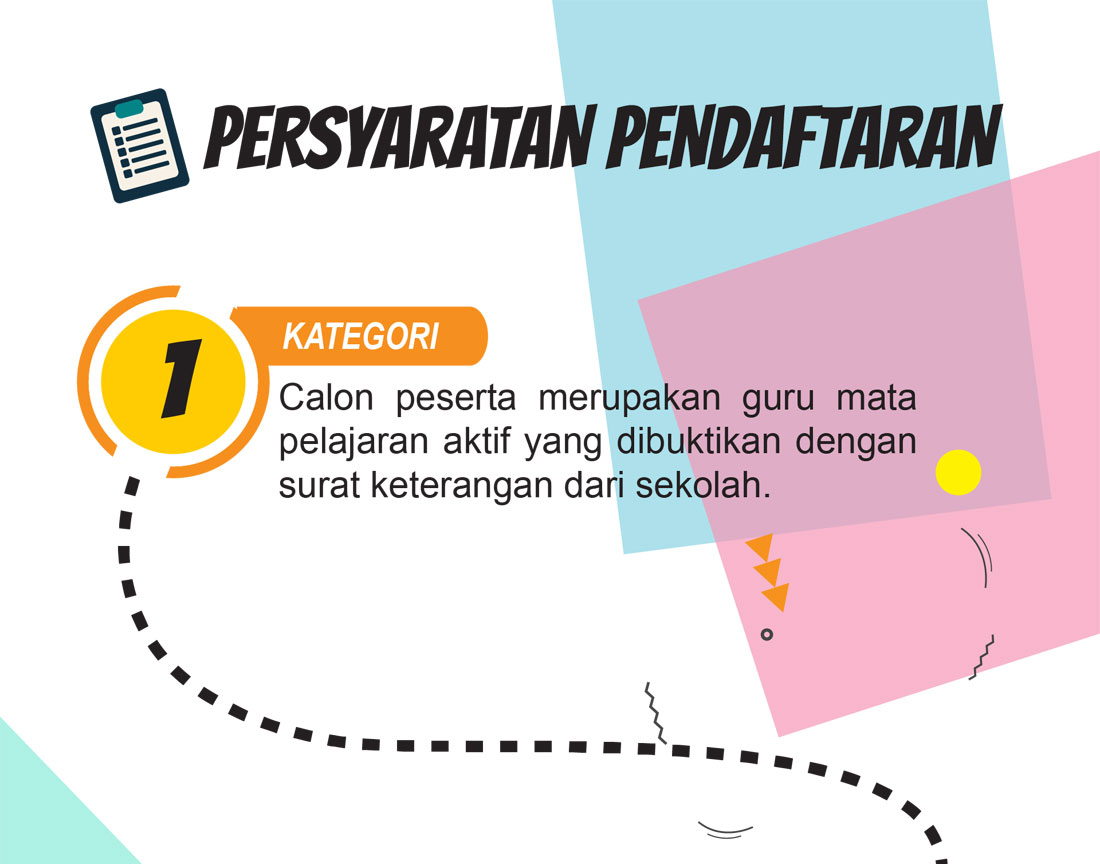 PERSYARATAN PENDAFTARAN
1
KATEGORI
Calon peserta merupakan guru mata
pelajaran aktif yang dibuktikan dengan
surat keterangan dari sekolah.